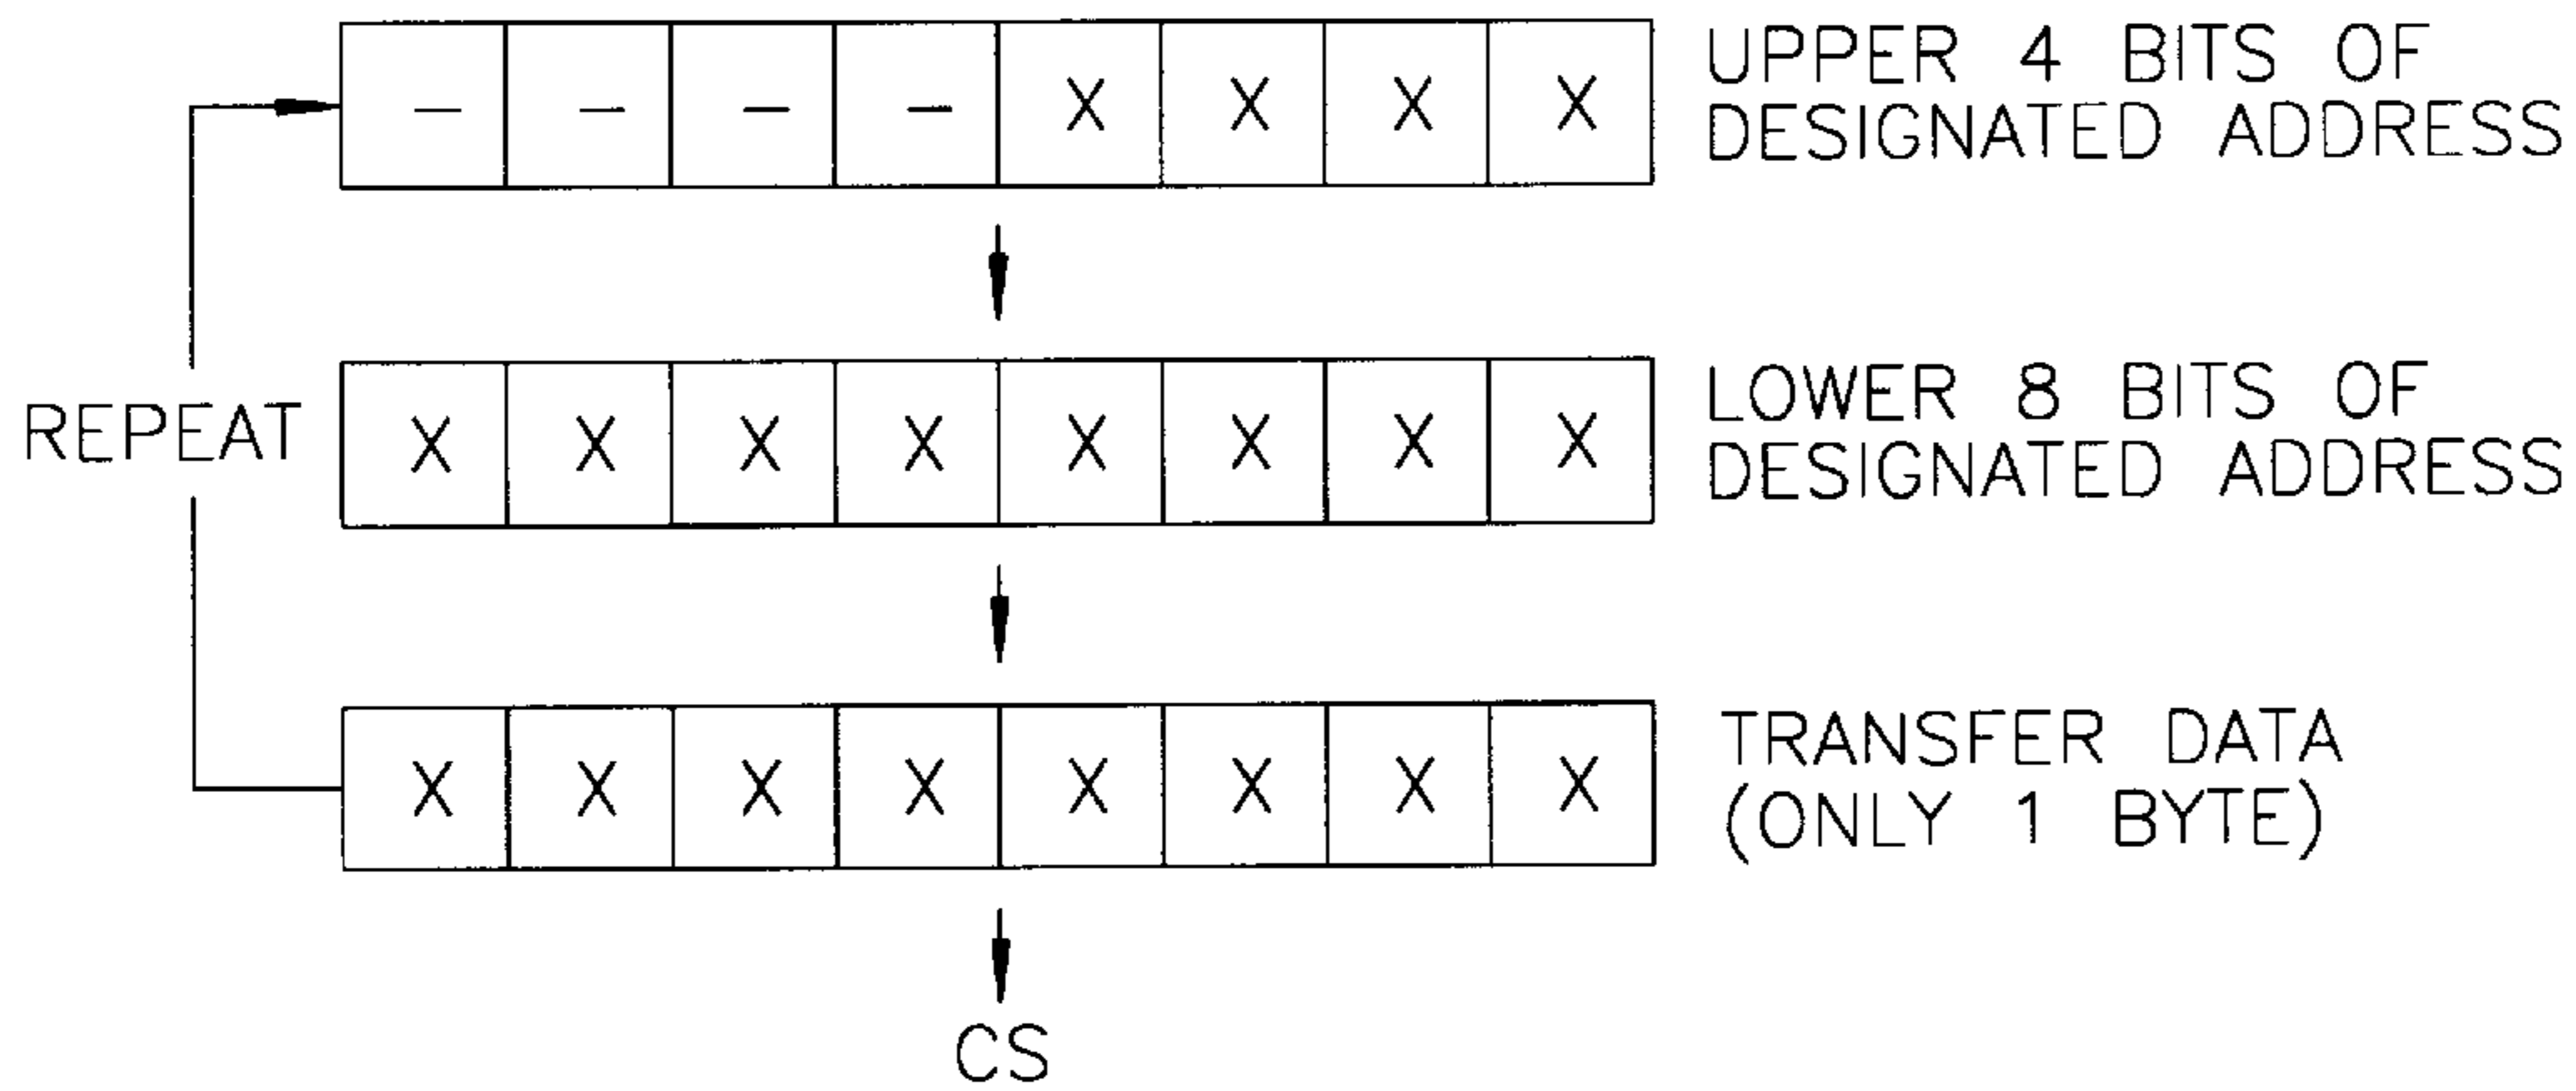 — — — — X X X X
UPPER 4 BITS OF
DESIGNATED ADDRESS
REPEAT
X X X X X X X X
LOWER 8 BITS OF
DESIGNATED ADDRESS
X X X X X X X X
TRANSFER DATA
(ONLY 1 BYTE)
CS